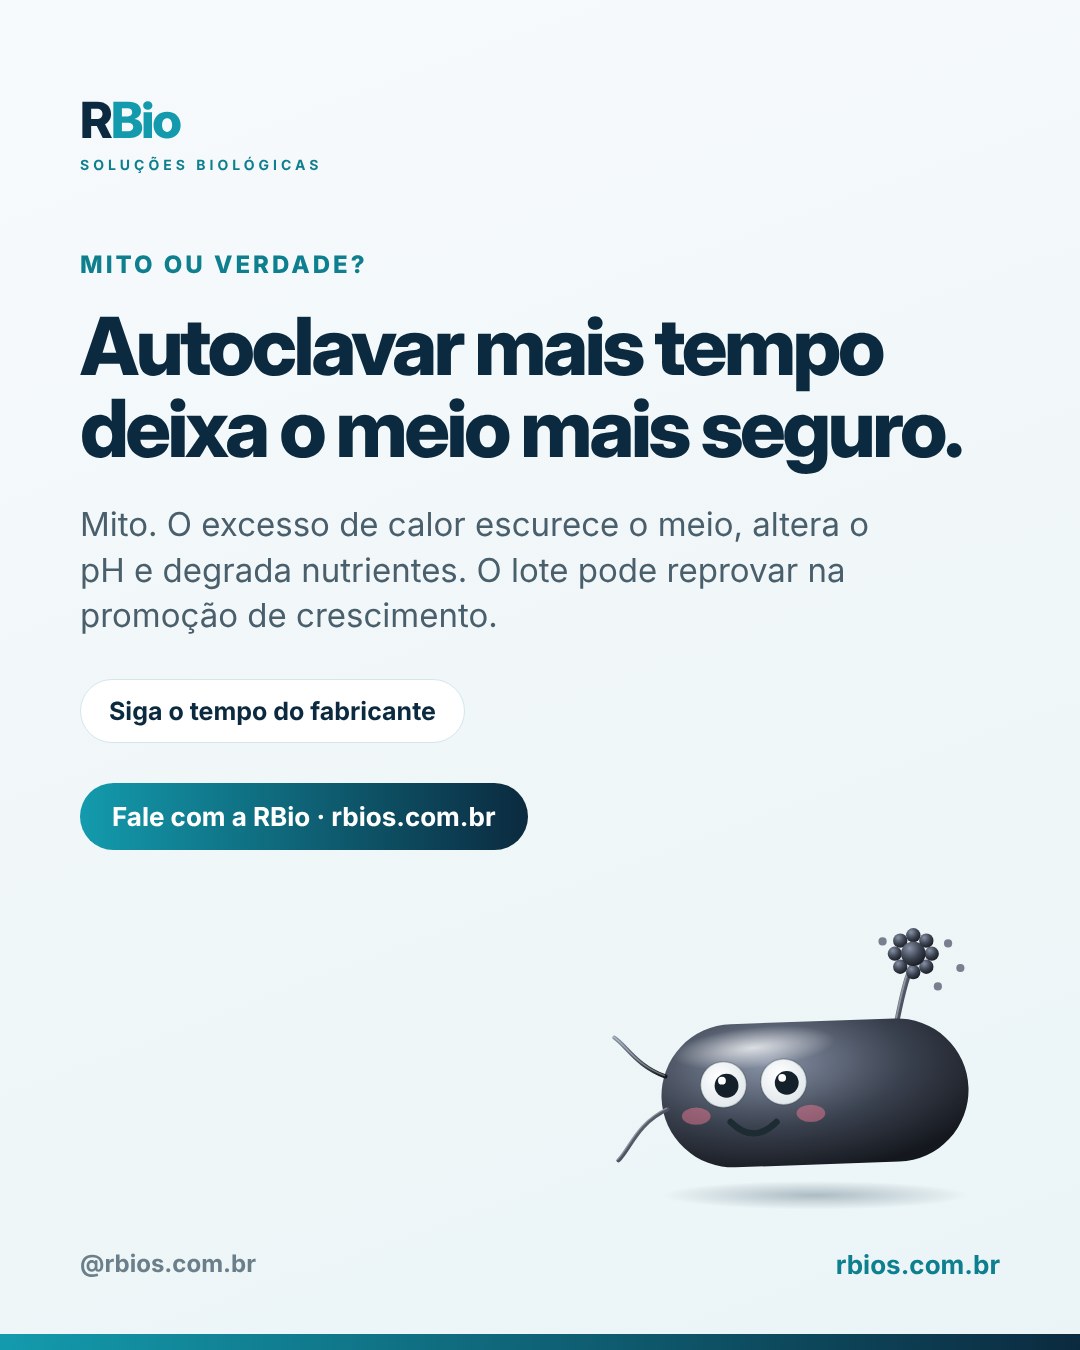 RBio
SOLUÇÕES BIOLÓGICAS
MITO OU VERDADE?
Autoclavar mais tempo
deixa o meio mais seguro.
Mito. O excesso de calor escurece o meio, altera o
pH e degrada nutrientes. O lote pode reprovar na
promoção de crescimento.
Siga o tempo do fabricante
Fale com a RBio · rbios.com.br
@rbios.com.br
rbios.com.br